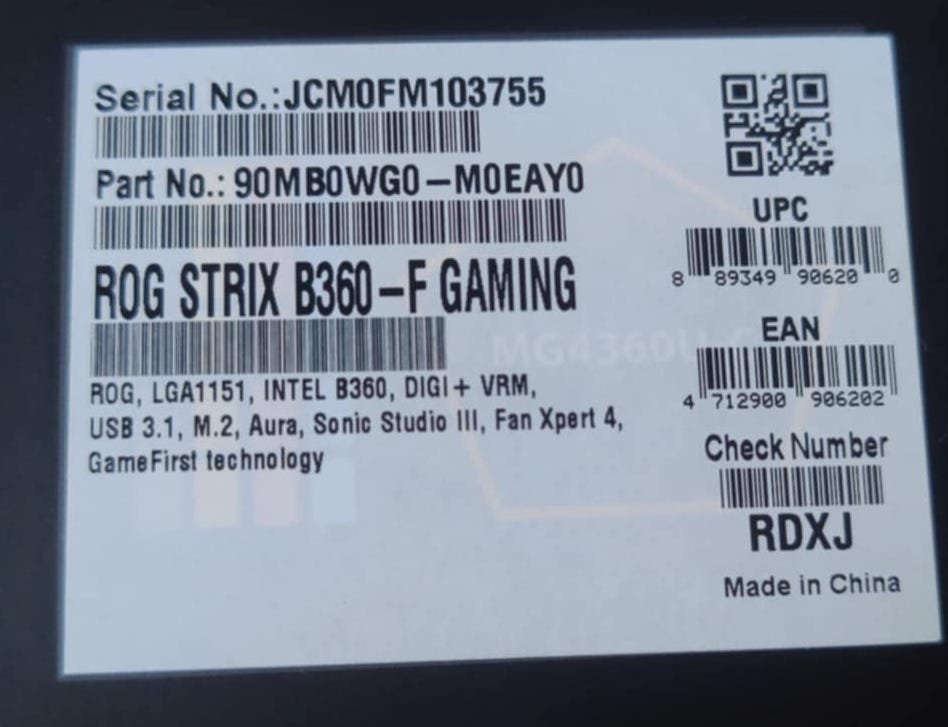 Serial No.:JCM0FM103755
Part No.: 90MB0WG0-M0EAY0
ROG STRIX B360-F GAMING
ROG, LGA1151, INTEL B360, DIGI+ VRM,
USB 3.1, M.2, Aura, Sonic Studio III, Fan Xpert 4,
GameFirst technology
UPC
8 89349 90620 0
EAN
4 712900 906202
Check Number
RDXJ
Made in China